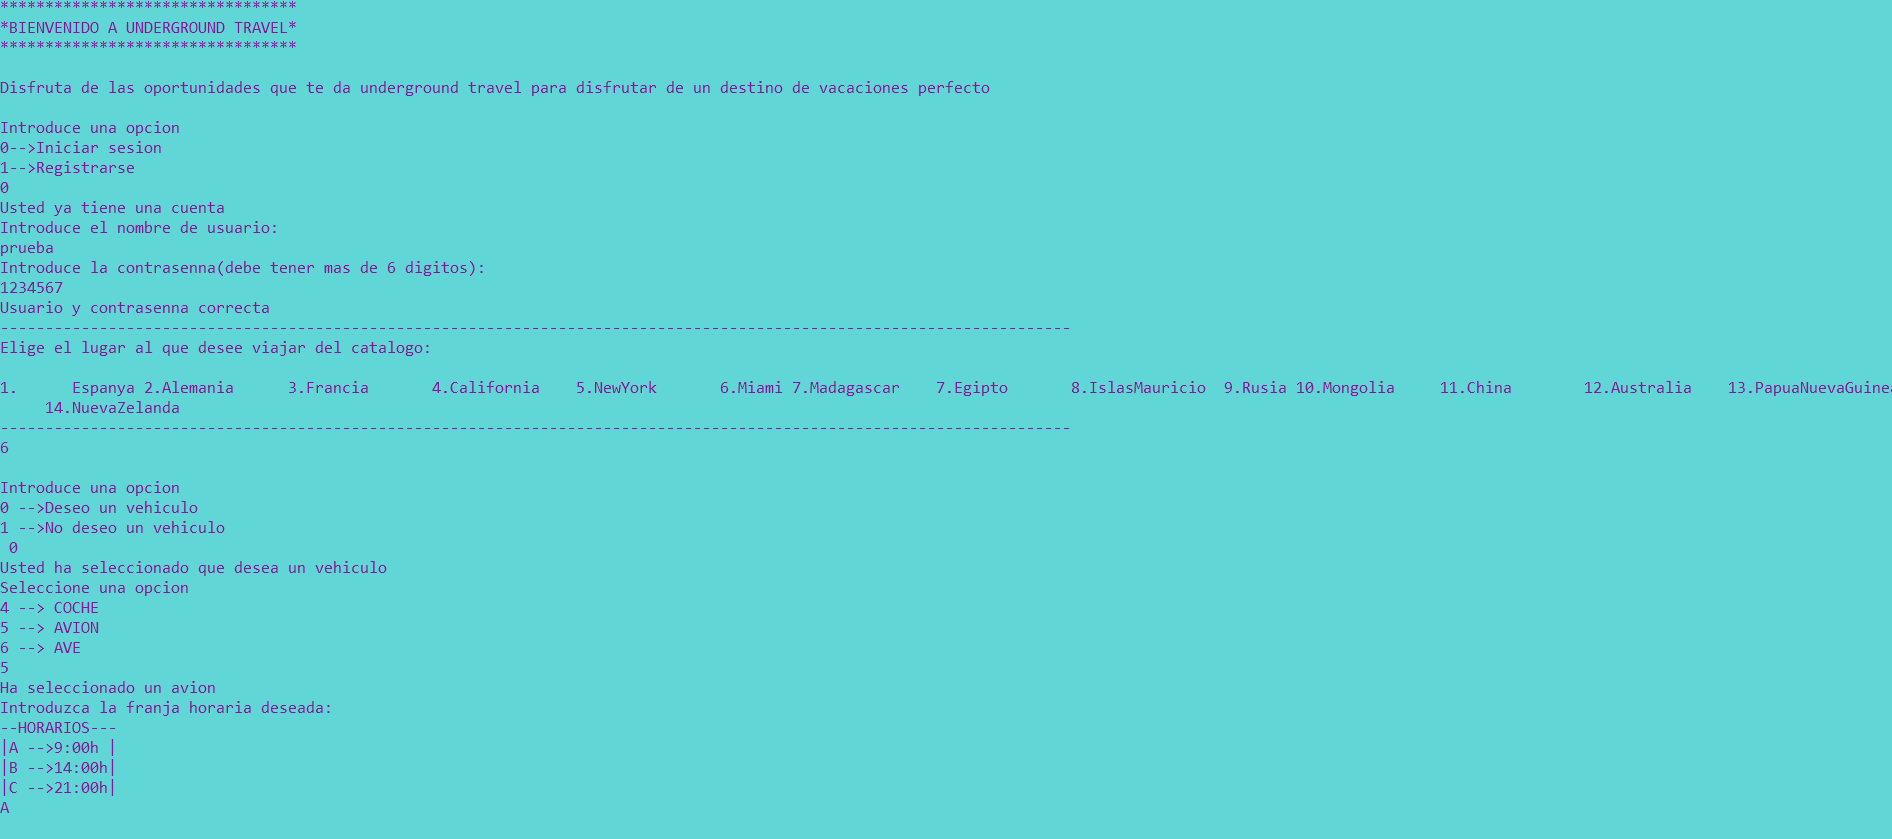 *********************************
*BIENVENIDO A UNDERGROUND TRAVEL*
*********************************
Disfruta de las oportunidades que te da underground travel para disfrutar de un destino de vacaciones perfecto
Introduce una opcion
0-->Iniciar sesion
1-->Registrarse
0
Usted ya tiene una cuenta
Introduce el nombre de usuario:
prueba
Introduce la contrasenna(debe tener mas de 6 digitos):
1234567
Usuario y contrasenna correcta
-----------------------------------------------------------------------------------------------------------------------
Elige el lugar al que desee viajar del catalogo:
1.      Espanya 2.Alemania      3.Francia       4.California    5.NewYork       6.Miami 7.Madagascar    7.Egipto       8.IslasMauricio  9.Rusia 10.Mongolia     11.China        12.Australia    13.PapuaNuevaGuinea
14.NuevaZelanda
-----------------------------------------------------------------------------------------------------------------------
6
Introduce una opcion
0 -->Deseo un vehiculo
1 -->No deseo un vehiculo
0
Usted ha seleccionado que desea un vehiculo
Seleccione una opcion
4 --> COCHE
5 --> AVION
6 --> AVE
5
Ha seleccionado un avion
Introduzca la franja horaria deseada:
--HORARIOS---
|A -->9:00h |
|B -->14:00h|
|C -->21:00h|
A